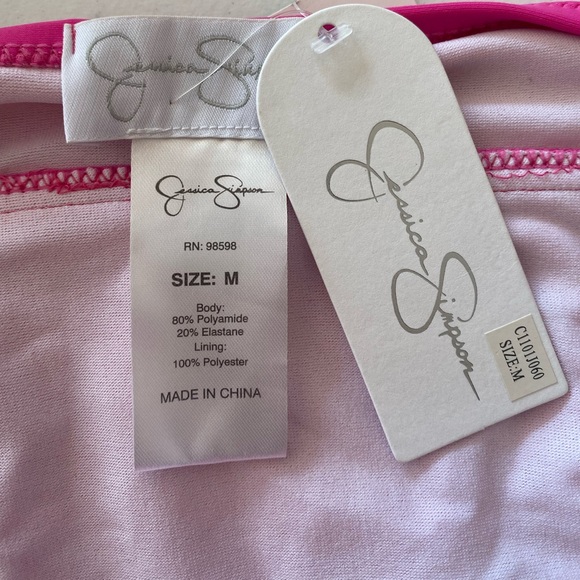 Jessica Simpson
Jessica Simpson
RN: 98598
SIZE: M
Body:
80% Polyamide
20% Elastane
Lining:
100% Polyester
MADE IN CHINA
Jessica Simpson
C1101J060
SIZE:M